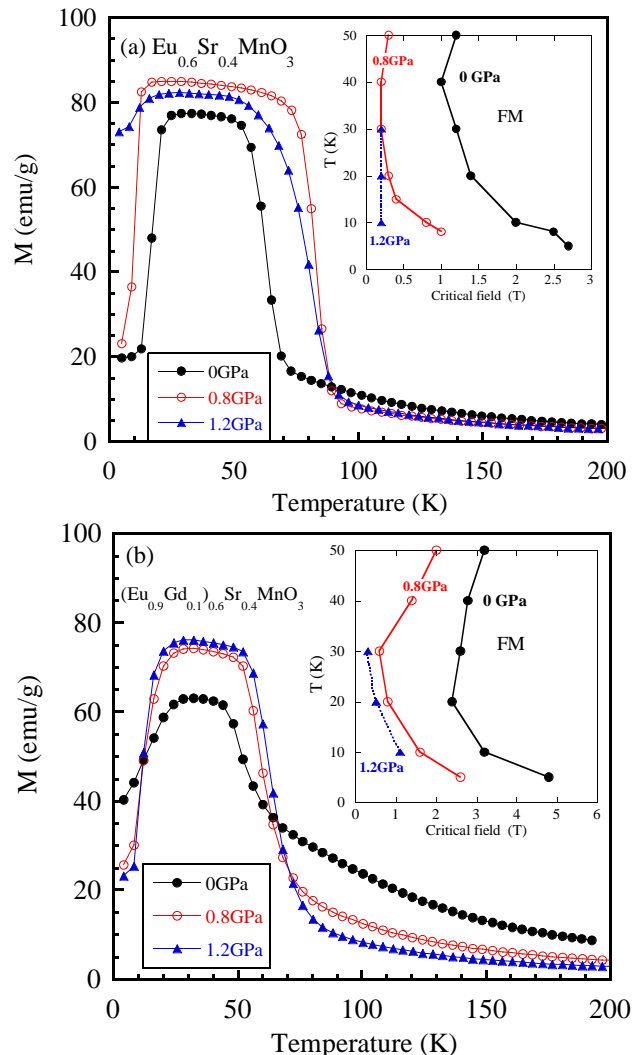 (a) Eu0.6Sr0.4MnO3
M (emu/g)
100
80
60
40
20
0
0 50 100 150 200
Temperature (K)
0GPa
0.8GPa
1.2GPa
T (K)
50
40
30
20
10
0
0 0.5 1 1.5 2 2.5 3
Critical field (T)
0.8GPa
0 GPa
FM
1.2GPa
(b)
(Eu0.9Gd0.1)0.6Sr0.4MnO3
M (emu/g)
100
80
60
40
20
0
0 50 100 150 200
Temperature (K)
0GPa
0.8GPa
1.2GPa
T (K)
50
40
30
20
10
0
0 1 2 3 4 5 6
Critical field (T)
0.8GPa
0 GPa
FM
1.2GPa